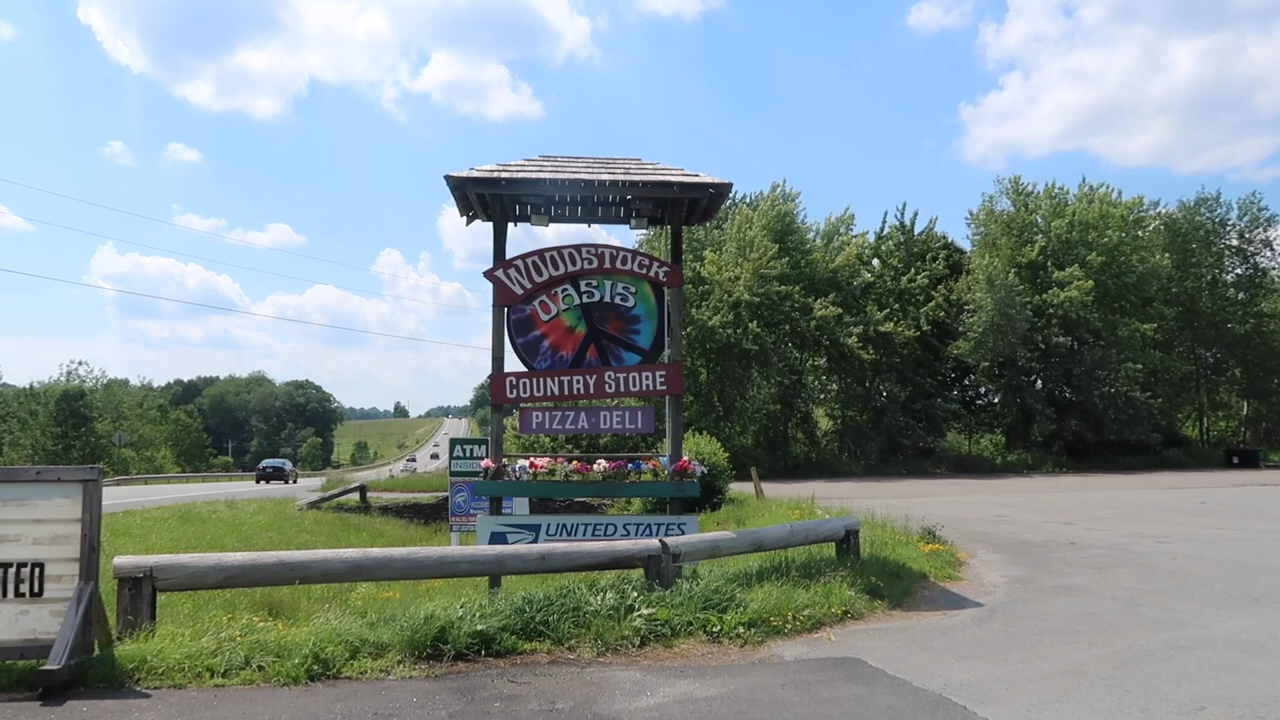 WOODSTOCK
OASIS
COUNTRY STORE
PIZZA·DELI
ATM
INSIDE
UNITED STATES
TED